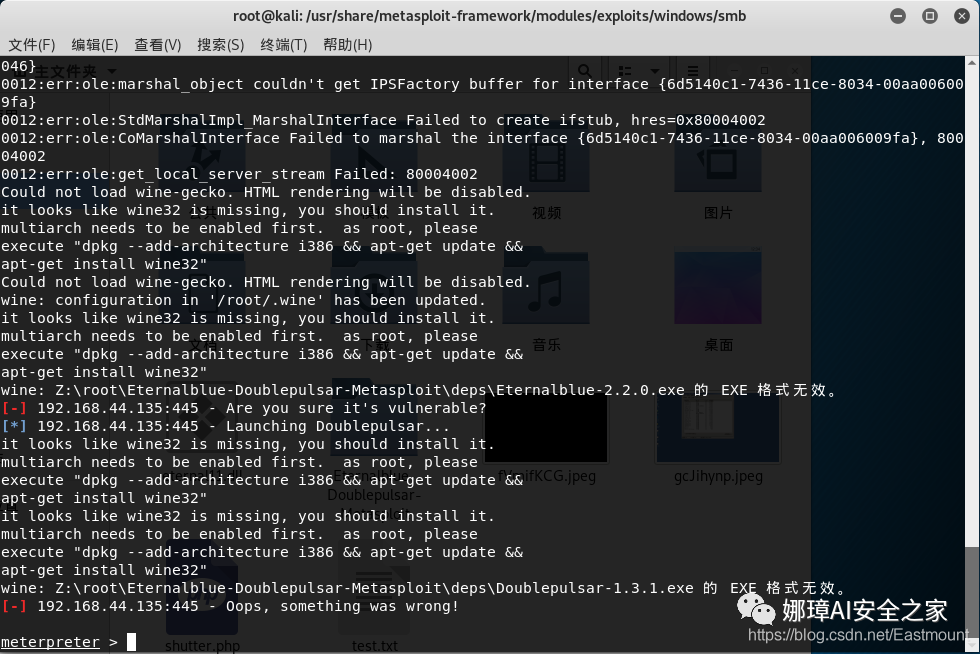 root@kali: /usr/share/metasploit-framework/modules/exploits/windows/smb
文件(F) 编辑(E) 查看(V) 搜索(S) 终端(T) 帮助(H)
046}
主文件夹
0012:err:ole:marshal_object couldn't get IPSFactory buffer for interface {6d5140c1-7436-11ce-8034-00aa00600
9fa}
0012:err:ole:StdMarshalImpl_MarshalInterface Failed to create ifstub, hres=0x80004002
0012:err:ole:CoMarshalInterface Failed to marshal the interface {6d5140c1-7436-11ce-8034-00aa006009fa}, 800
04002
0012:err:ole:get_local_server_stream Failed: 80004002
Could not load wine-gecko. HTML rendering will be disabled.
it looks like wine32 is missing, you should install it.
视频
图片
multiarch needs to be enabled first.  as root, please
execute "dpkg --add-architecture i386 && apt-get update &&
apt-get install wine32"
Could not load wine-gecko. HTML rendering will be disabled.
wine: configuration in '/root/.wine' has been updated.
it looks like wine32 is missing, you should install it.
multiarch needs to be enabled first.  as root, please
音乐
桌面
execute "dpkg --add-architecture i386 && apt-get update &&
apt-get install wine32"
wine: Z:\root\Eternalblue-Doublepulsar-Metasploit\deps\Eternalblue-2.2.0.exe 的 EXE 格式无效。
[-] 192.168.44.135:445 - Are you sure it's vulnerable?
[*] 192.168.44.135:445 - Launching Doublepulsar...
it looks like wine32 is missing, you should install it.
multiarch needs to be enabled first.  as root, please
execute "dpkg --add-architecture i386 && apt-get update &&
Doublepulsar-
apt-get install wine32"
it looks like wine32 is missing, you should install it.
multiarch needs to be enabled first.  as root, please
execute "dpkg --add-architecture i386 && apt-get update &&
apt-get install wine32"
wine: Z:\root\Eternalblue-Doublepulsar-Metasploit\deps\Doublepulsar-1.3.1.exe 的 EXE 格式无效。
[-] 192.168.44.135:445 - Oops, something was wrong!
meterpreter >
shutter.php
test.txt
娜璋AI安全之家
https://blog.csdn.net/Eastmount